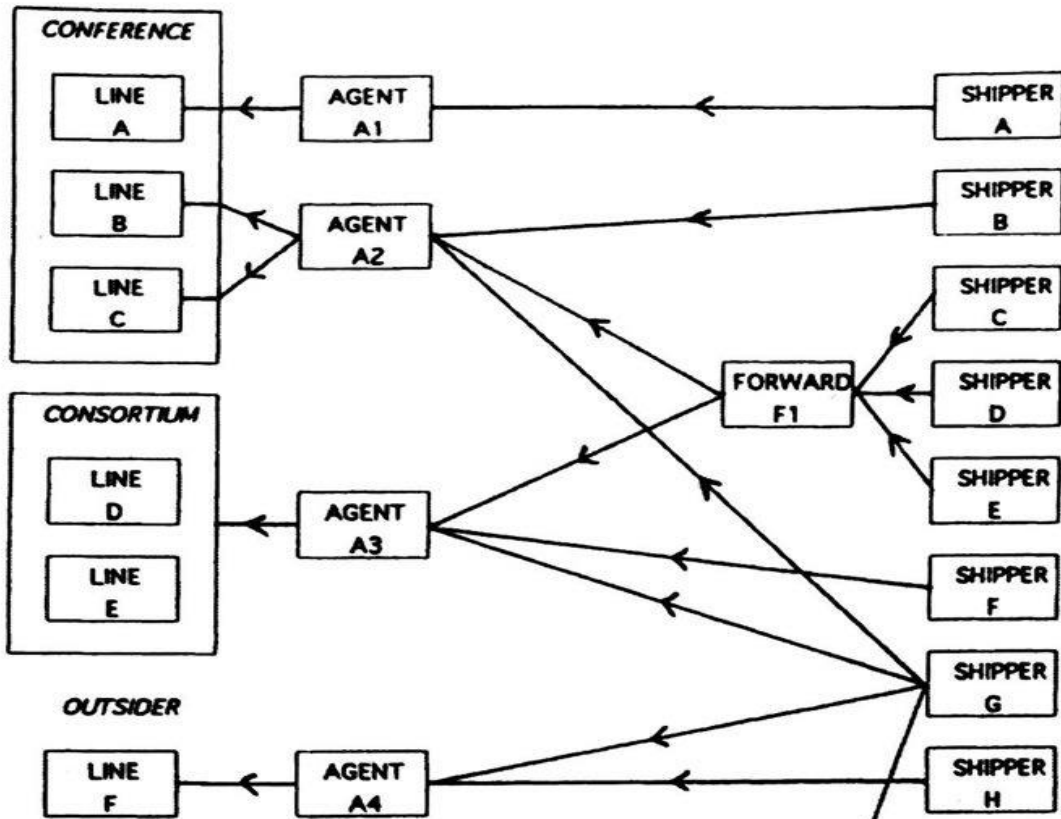 CONFERENCE
LINE
A
AGENT
A1
SHIPPER
A
LINE
B
AGENT
A2
SHIPPER
B
LINE
C
SHIPPER
C
FORWARD
F1
SHIPPER
D
CONSORTIUM
LINE
D
AGENT
A3
SHIPPER
E
LINE
E
SHIPPER
F
OUTSIDER
SHIPPER
G
LINE
F
AGENT
A4
SHIPPER
H